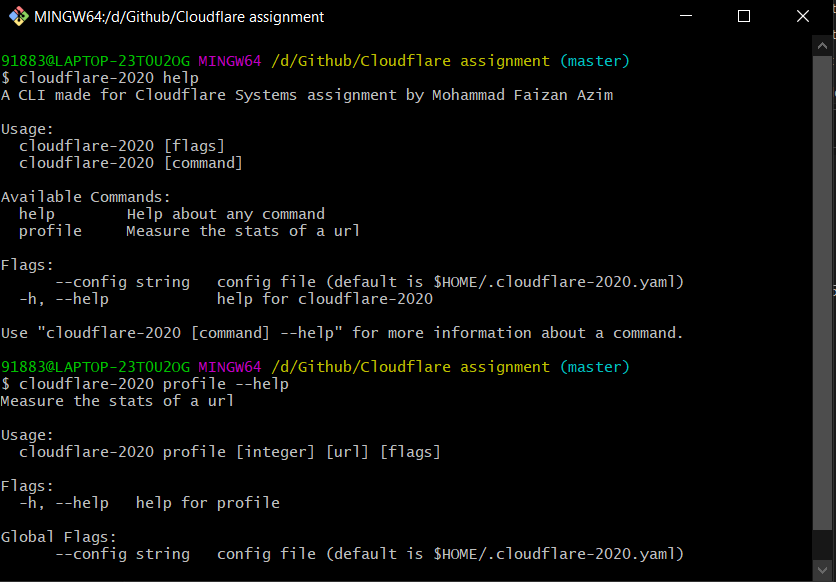 MINGW64:/d/Github/Cloudflare assignment
91883@LAPTOP-23TOU2OG MINGW64 /d/Github/Cloudflare assignment (master)
$ cloudflare-2020 help
A CLI made for Cloudflare Systems assignment by Mohammad Faizan Azim
Usage:
  cloudflare-2020 [flags]
  cloudflare-2020 [command]
Available Commands:
  help        Help about any command
  profile     Measure the stats of a url
Flags:
      --config string   config file (default is $HOME/.cloudflare-2020.yaml)
  -h, --help            help for cloudflare-2020
Use "cloudflare-2020 [command] --help" for more information about a command.
91883@LAPTOP-23TOU2OG MINGW64 /d/Github/Cloudflare assignment (master)
$ cloudflare-2020 profile --help
Measure the stats of a url
Usage:
  cloudflare-2020 profile [integer] [url] [flags]
Flags:
  -h, --help   help for profile
Global Flags:
      --config string   config file (default is $HOME/.cloudflare-2020.yaml)